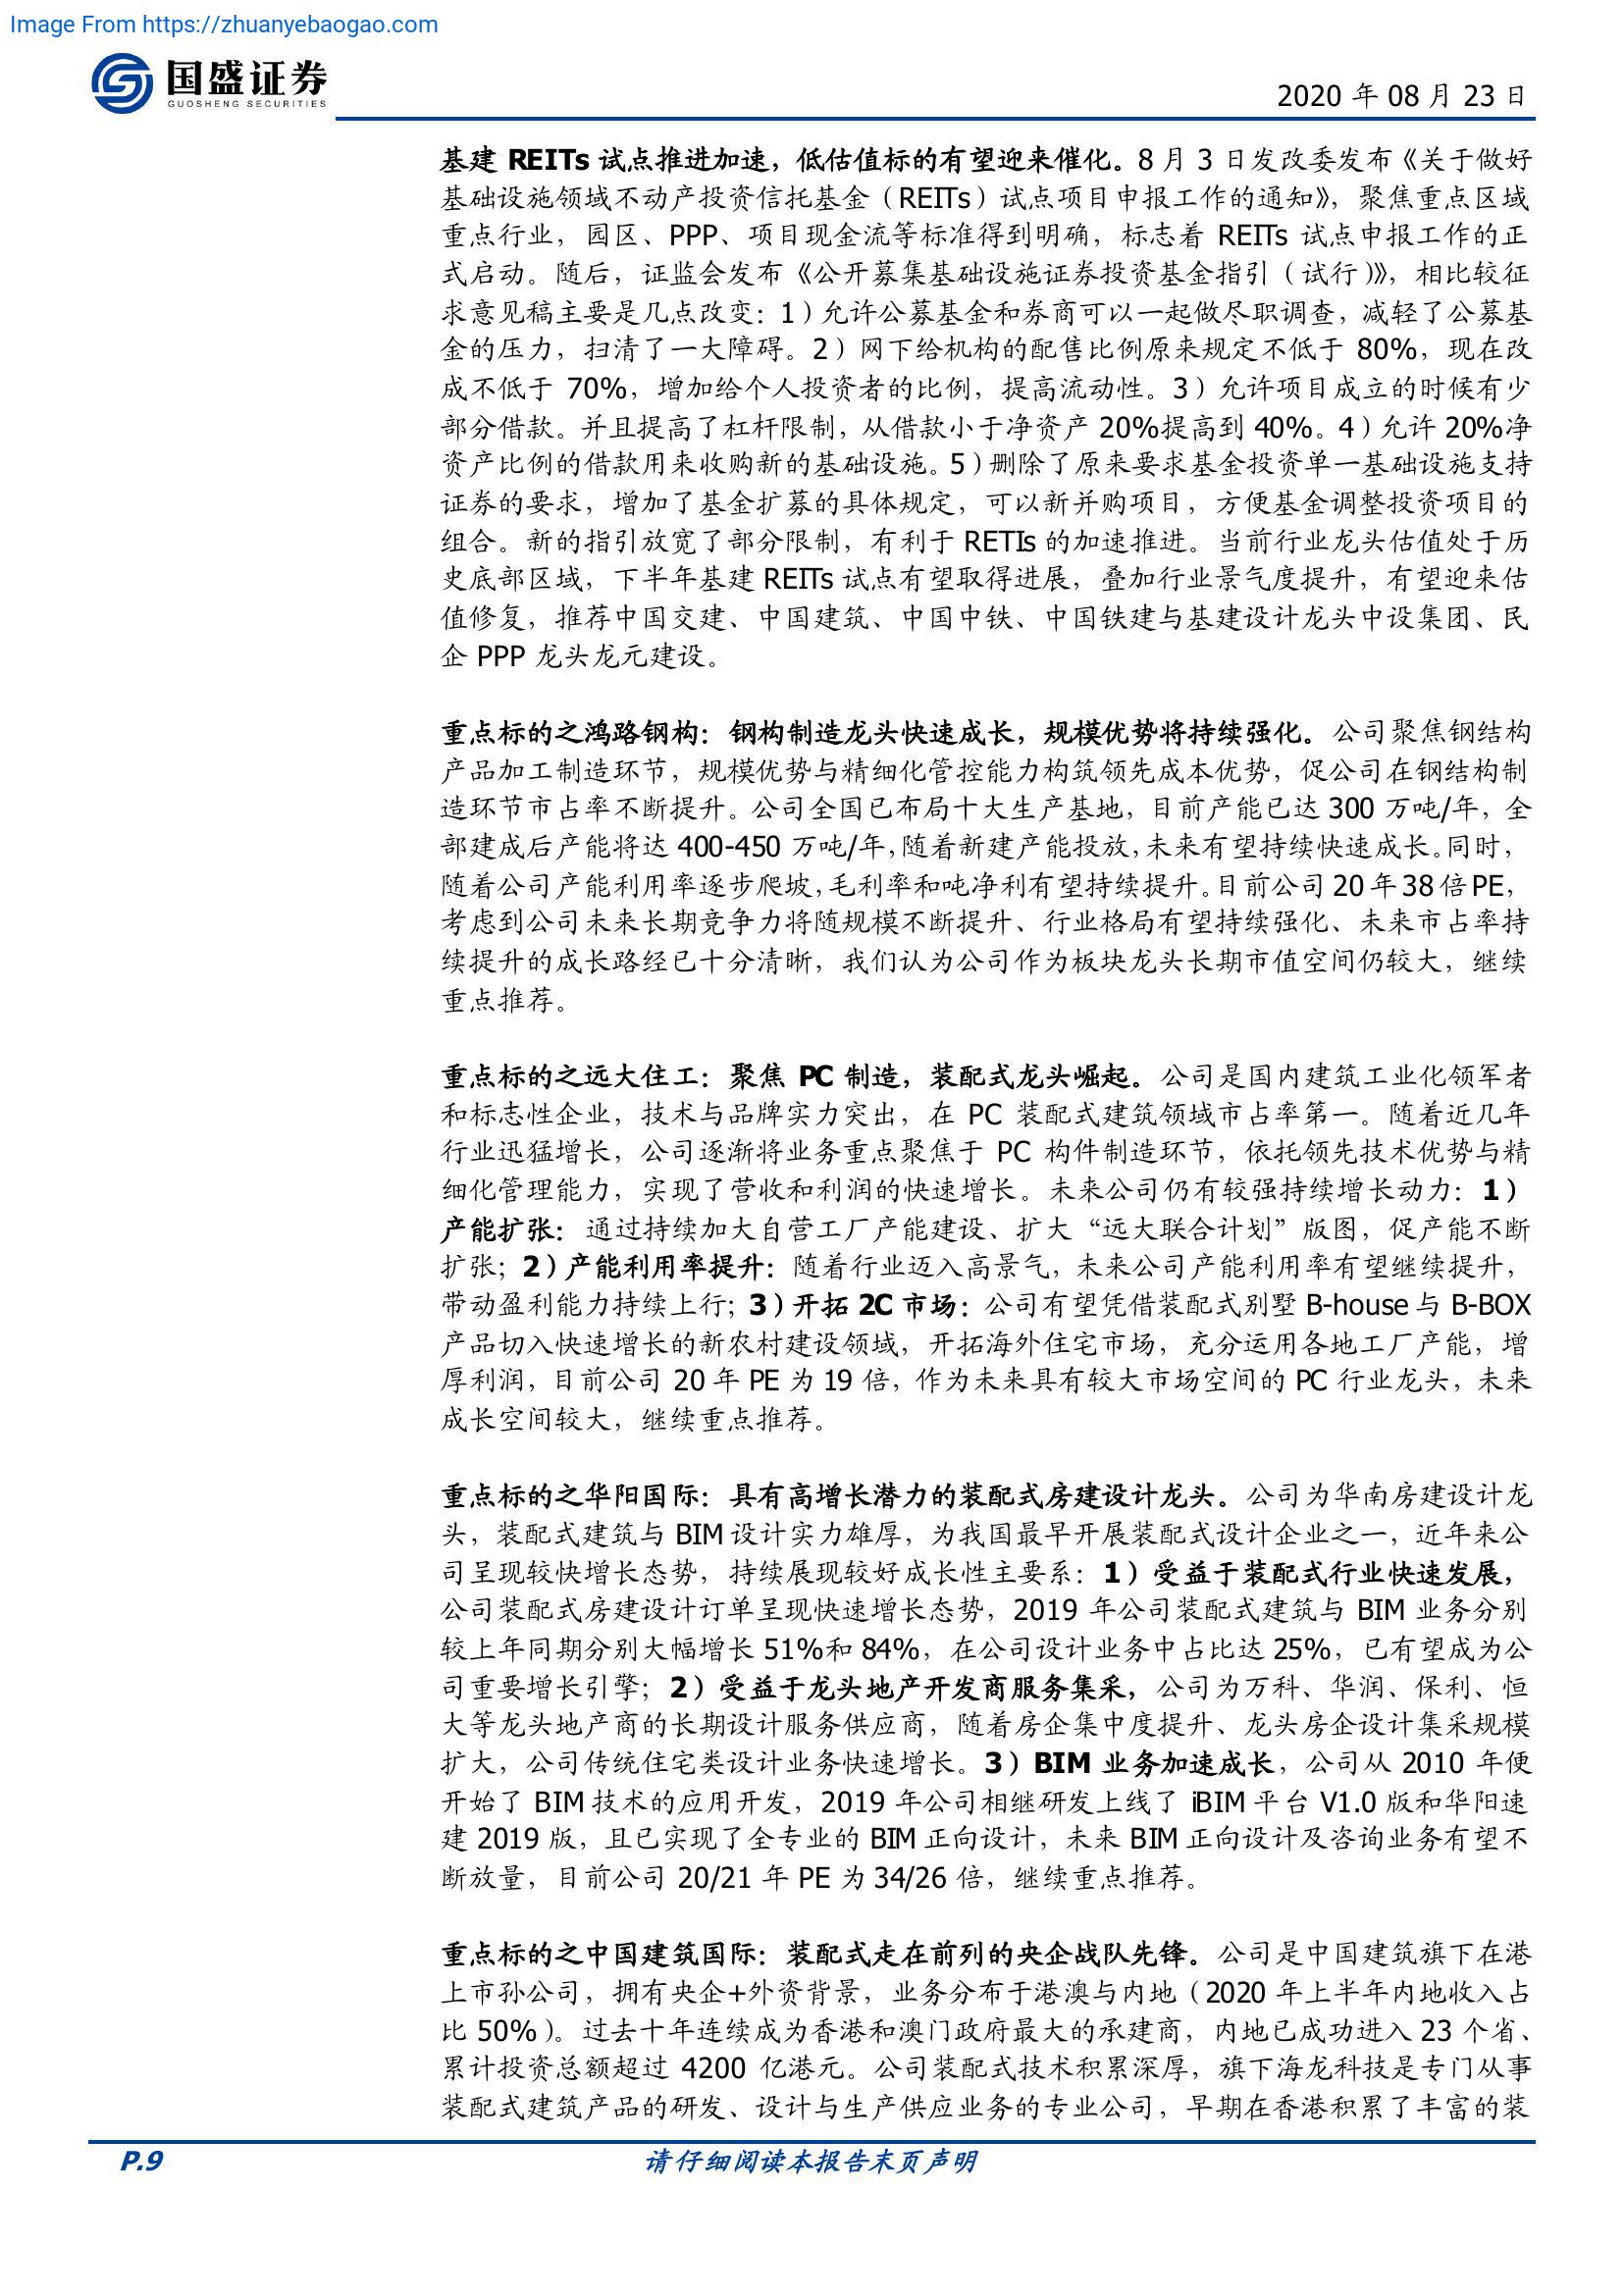 Image From https://zhuanyebaogao.com
国盛证券
GUOSHENG SECURITIES
2020 年 08 月 23 日
基建 REITs 试点推进加速，低估值标的有望迎来催化。8 月 3 日发改委发布《关于做好
基础设施领域不动产投资信托基金（REITs）试点项目申报工作的通知》，聚焦重点区域
重点行业，园区、PPP、项目现金流等标准得到明确，标志着 REITs 试点申报工作的正
式启动。随后，证监会发布《公开募集基础设施证券投资基金指引（试行）》，相比较征
求意见稿主要是几点改变：1）允许公募基金和券商可以一起做尽职调查，减轻了公募基
金的压力，扫清了一大障碍。2）网下给机构的配售比例原来规定不低于 80%，现在改
成不低于 70%，增加给个人投资者的比例，提高流动性。3）允许项目成立的时候有少
部分借款。并且提高了杠杆限制，从借款小于净资产 20%提高到 40%。4）允许 20%净
资产比例的借款用来收购新的基础设施。5）删除了原来要求基金投资单一基础设施支持
证券的要求，增加了基金扩募的具体规定，可以新并购项目，方便基金调整投资项目的
组合。新的指引放宽了部分限制，有利于 RETIs 的加速推进。当前行业龙头估值处于历
史底部区域，下半年基建 REITs 试点有望取得进展，叠加行业景气度提升，有望迎来估
值修复，推荐中国交建、中国建筑、中国中铁、中国铁建与基建设计龙头中设集团、民
企 PPP 龙头龙元建设。
重点标的之鸿路钢构：钢构制造龙头快速成长，规模优势将持续强化。公司聚焦钢结构
产品加工制造环节，规模优势与精细化管控能力构筑领先成本优势，促公司在钢结构制
造环节市占率不断提升。公司全国已布局十大生产基地，目前产能已达 300 万吨/年，全
部建成后产能将达 400-450 万吨/年，随着新建产能投放，未来有望持续快速成长。同时，
随着公司产能利用率逐步爬坡，毛利率和吨净利有望持续提升。目前公司 20 年 38 倍 PE，
考虑到公司未来长期竞争力将随规模不断提升、行业格局有望持续强化、未来市占率持
续提升的成长路经已十分清晰，我们认为公司作为板块龙头长期市值空间仍较大，继续
重点推荐。
重点标的之远大住工：聚焦 PC 制造，装配式龙头崛起。公司是国内建筑工业化领军者
和标志性企业，技术与品牌实力突出，在 PC 装配式建筑领域市占率第一。随着近几年
行业迅猛增长，公司逐渐将业务重点聚焦于 PC 构件制造环节，依托领先技术优势与精
细化管理能力，实现了营收和利润的快速增长。未来公司仍有较强持续增长动力：1）
产能扩张：通过持续加大自营工厂产能建设、扩大“远大联合计划”版图，促产能不断
扩张；2）产能利用率提升：随着行业迈入高景气，未来公司产能利用率有望继续提升，
带动盈利能力持续上行；3）开拓 2C 市场：公司有望凭借装配式别墅 B-house 与 B-BOX
产品切入快速增长的新农村建设领域，开拓海外住宅市场，充分运用各地工厂产能，增
厚利润，目前公司 20 年 PE 为 19 倍，作为未来具有较大市场空间的 PC 行业龙头，未来
成长空间较大，继续重点推荐。
重点标的之华阳国际：具有高增长潜力的装配式房建设计龙头。公司为华南房建设计龙
头，装配式建筑与 BIM 设计实力雄厚，为我国最早开展装配式设计企业之一，近年来公
司呈现较快增长态势，持续展现较好成长性主要系：1）受益于装配式行业快速发展，
公司装配式房建设计订单呈现快速增长态势，2019 年公司装配式建筑与 BIM 业务分别
较上年同期分别大幅增长 51%和 84%，在公司设计业务中占比达 25%，已有望成为公
司重要增长引擎；2）受益于龙头地产开发商服务集采，公司为万科、华润、保利、恒
大等龙头地产商的长期设计服务供应商，随着房企集中度提升、龙头房企设计集采规模
扩大，公司传统住宅类设计业务快速增长。3）BIM 业务加速成长，公司从 2010 年便
开始了 BIM 技术的应用开发，2019 年公司相继研发上线了 iBIM 平台 V1.0 版和华阳速
建 2019 版，且已实现了全专业的 BIM 正向设计，未来 BIM 正向设计及咨询业务有望不
断放量，目前公司 20/21 年 PE 为 34/26 倍，继续重点推荐。
重点标的之中国建筑国际：装配式走在前列的央企战队先锋。公司是中国建筑旗下在港
上市孙公司，拥有央企+外资背景，业务分布于港澳与内地（2020 年上半年内地收入占
比 50%）。过去十年连续成为香港和澳门政府最大的承建商，内地已成功进入 23 个省、
累计投资总额超过 4200 亿港元。公司装配式技术积累深厚，旗下海龙科技是专门从事
装配式建筑产品的研发、设计与生产供应业务的专业公司，早期在香港积累了丰富的装
P.9
请仔细阅读本报告末页声明